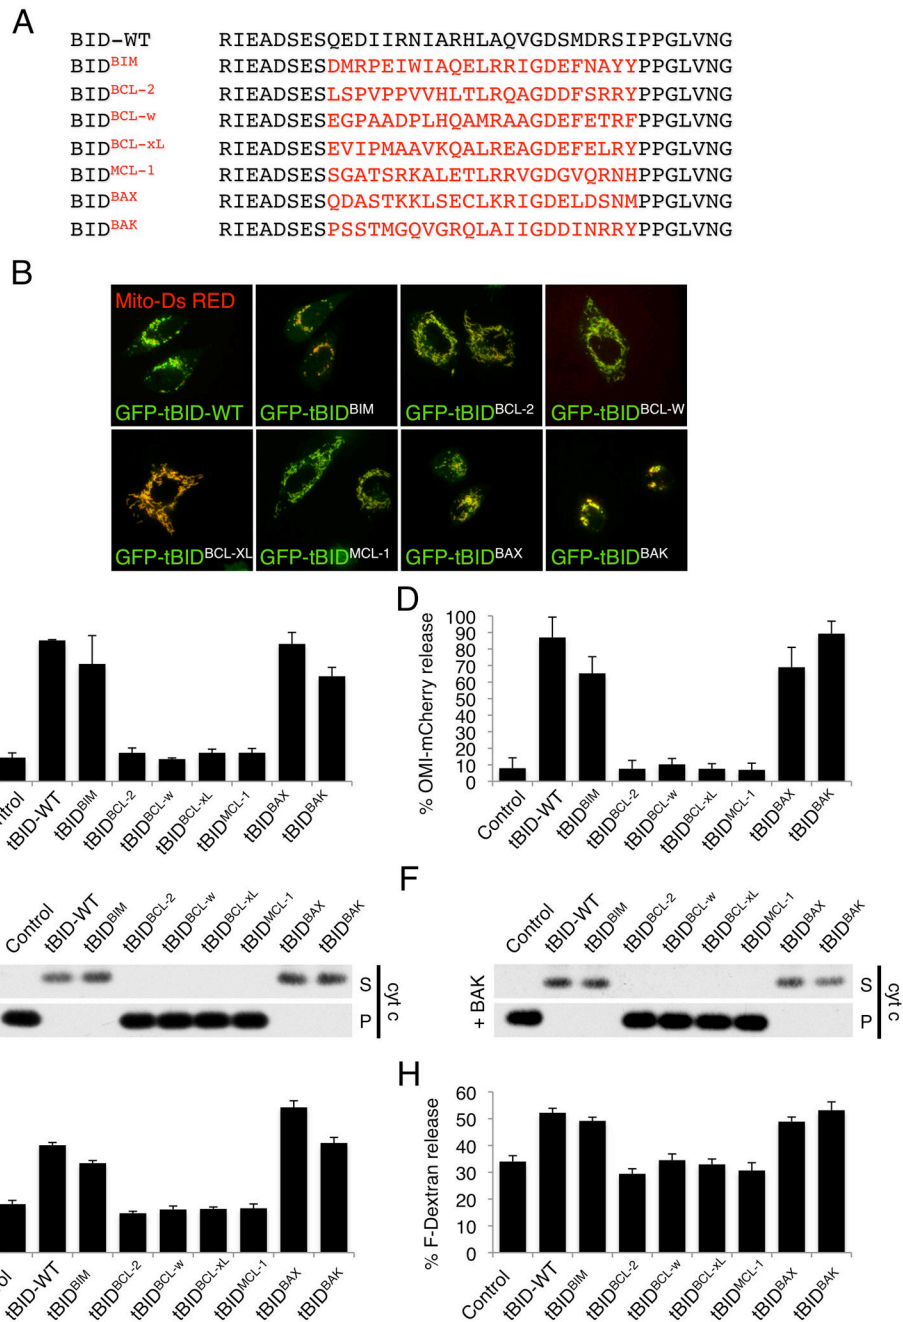 A
BID-WT RIEADSESQEDIIRNIARHLAQVGDSMDRSIPPGLVNG
BIDBIM RIEADSESDMRPEIWIAQELRRIGDEFNAYYPPGLVNG
BIDBCL-2 RIEADSESLSPVPPVVHLTLRQAGDDFSRRYPPGLVNG
BIDBCL-w RIEADSESEGPAADPLHQAMRAAGDEFETRFPPGLVNG
BIDBCL-xL RIEADSESEVIPMAAVKQALREAGDEFELRYPPGLVNG
BIDMCL-1 RIEADSESSGATSRKALETLRRVGDGVQRNHPPGLVNG
BIDBAX RIEADSESQDASTKKLSECLKRIGDELDSNMPPGLVNG
BIDBAK RIEADSESPSSTMGQVGRQLAIIGDDINRRYPPGLVNG
B
Mito-Ds RED
GFP-tBID-WT GFP-tBIDBIM GFP-tBIDBCL-2 GFP-tBIDBCL-W
GFP-tBIDBCL-XL GFP-tBIDMCL-1 GFP-tBIDBAX GFP-tBIDBAK
ntrol tBID-WT tBIDBIM tBIDBCL-2 tBIDBCL-w tBIDBCL-xL tBIDMCL-1 tBIDBAX tBIDBAK
D
% OMI-mCherry release
100
90
80
70
60
50
40
30
20
10
0
Control tBID-WT tBIDBIM tBIDBCL-2 tBIDBCL-w tBIDBCL-xL tBIDMCL-1 tBIDBAX tBIDBAK
Control tBID-WT tBIDBIM tBIDBCL-2 tBIDBCL-w tBIDBCL-xL tBIDMCL-1 tBIDBAX tBIDBAK
S
P
cyt c
F
Control tBID-WT tBIDBIM tBIDBCL-2 tBIDBCL-w tBIDBCL-xL tBIDMCL-1 tBIDBAX tBIDBAK
+ BAK
S
P
cyt c
rol tBID-WT tBIDBIM tBIDBCL-2 tBIDBCL-w tBIDBCL-xL tBIDMCL-1 tBIDBAX tBIDBAK
H
% F-Dextran release
60
50
40
30
20
10
0
Control tBID-WT tBIDBIM tBIDBCL-2 tBIDBCL-w tBIDBCL-xL tBIDMCL-1 tBIDBAX tBIDBAK